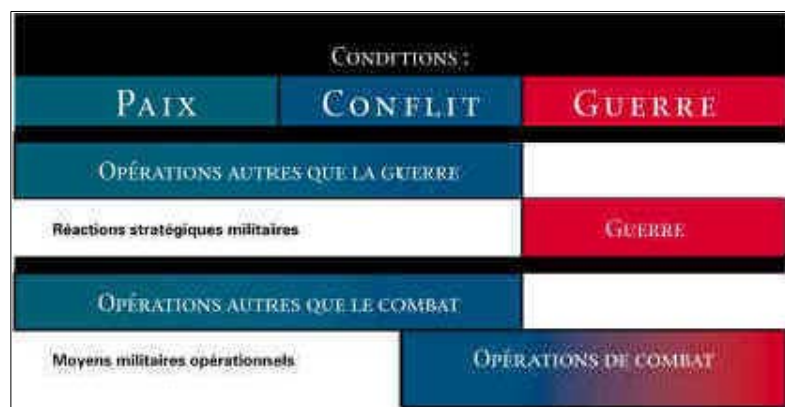 CONDITIONS :
PAIX CONFLIT GUERRE
OPÉRATIONS AUTRES QUE LA GUERRE
Réactions stratégiques militaires GUERRE
OPÉRATIONS AUTRES QUE LE COMBAT
Moyens militaires opérationnels OPÉRATIONS DE COMBAT